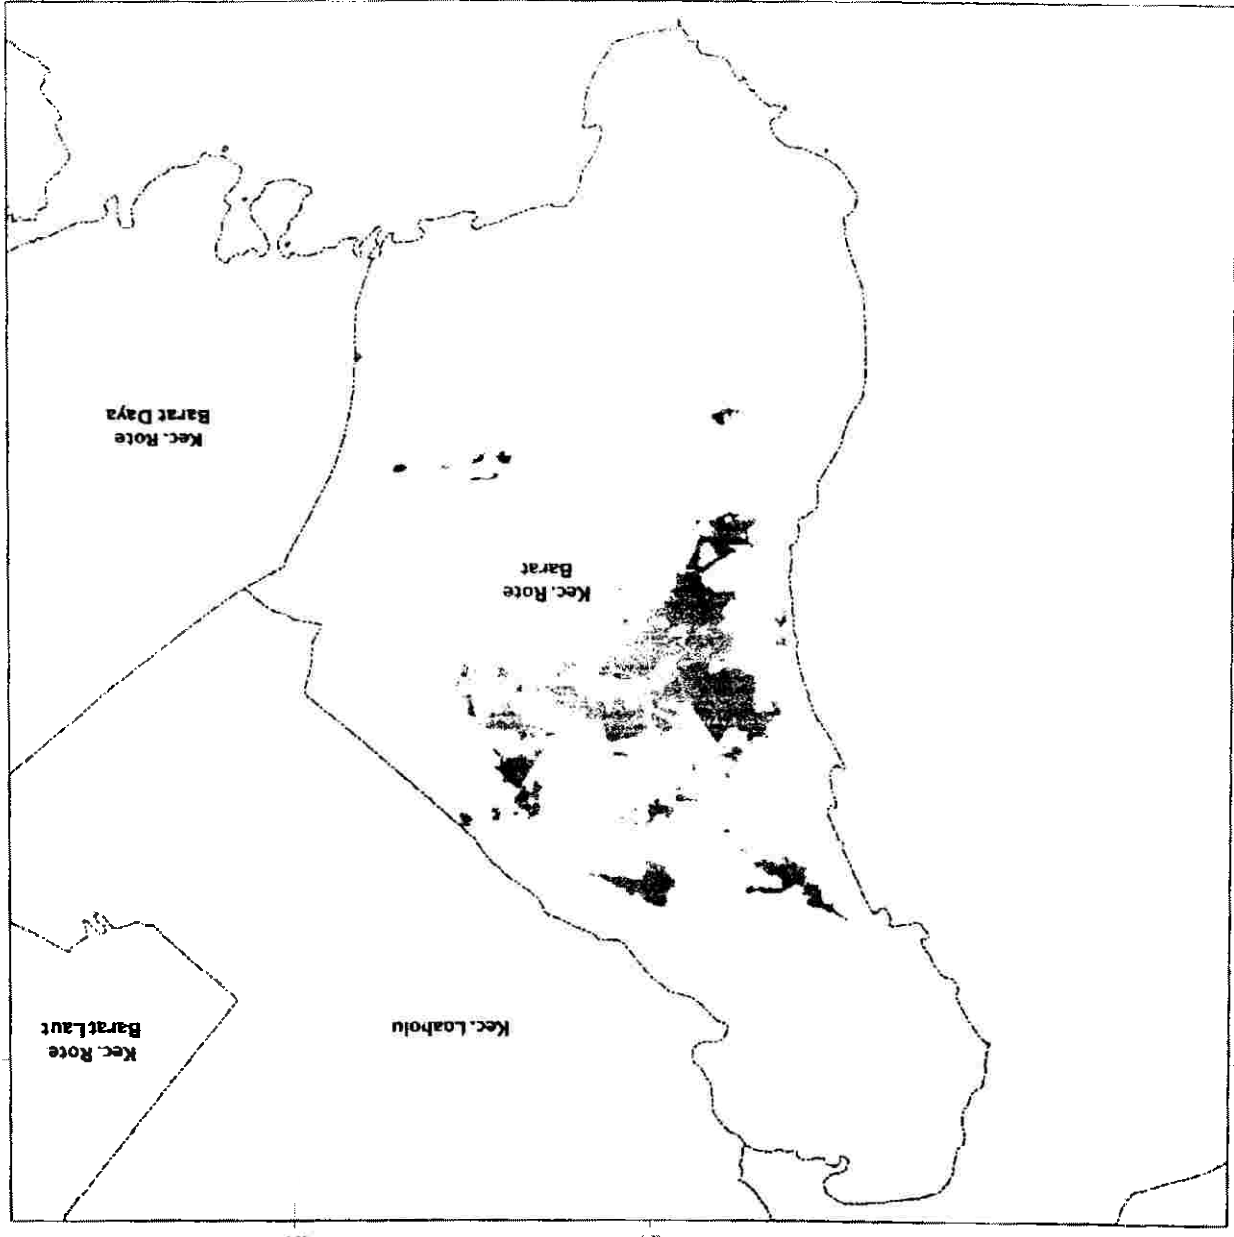 Kec. Rote
Barat Laut
Kec. Loaholu
Kec. Rote
Barat
Kec. Rote
Barat Daya